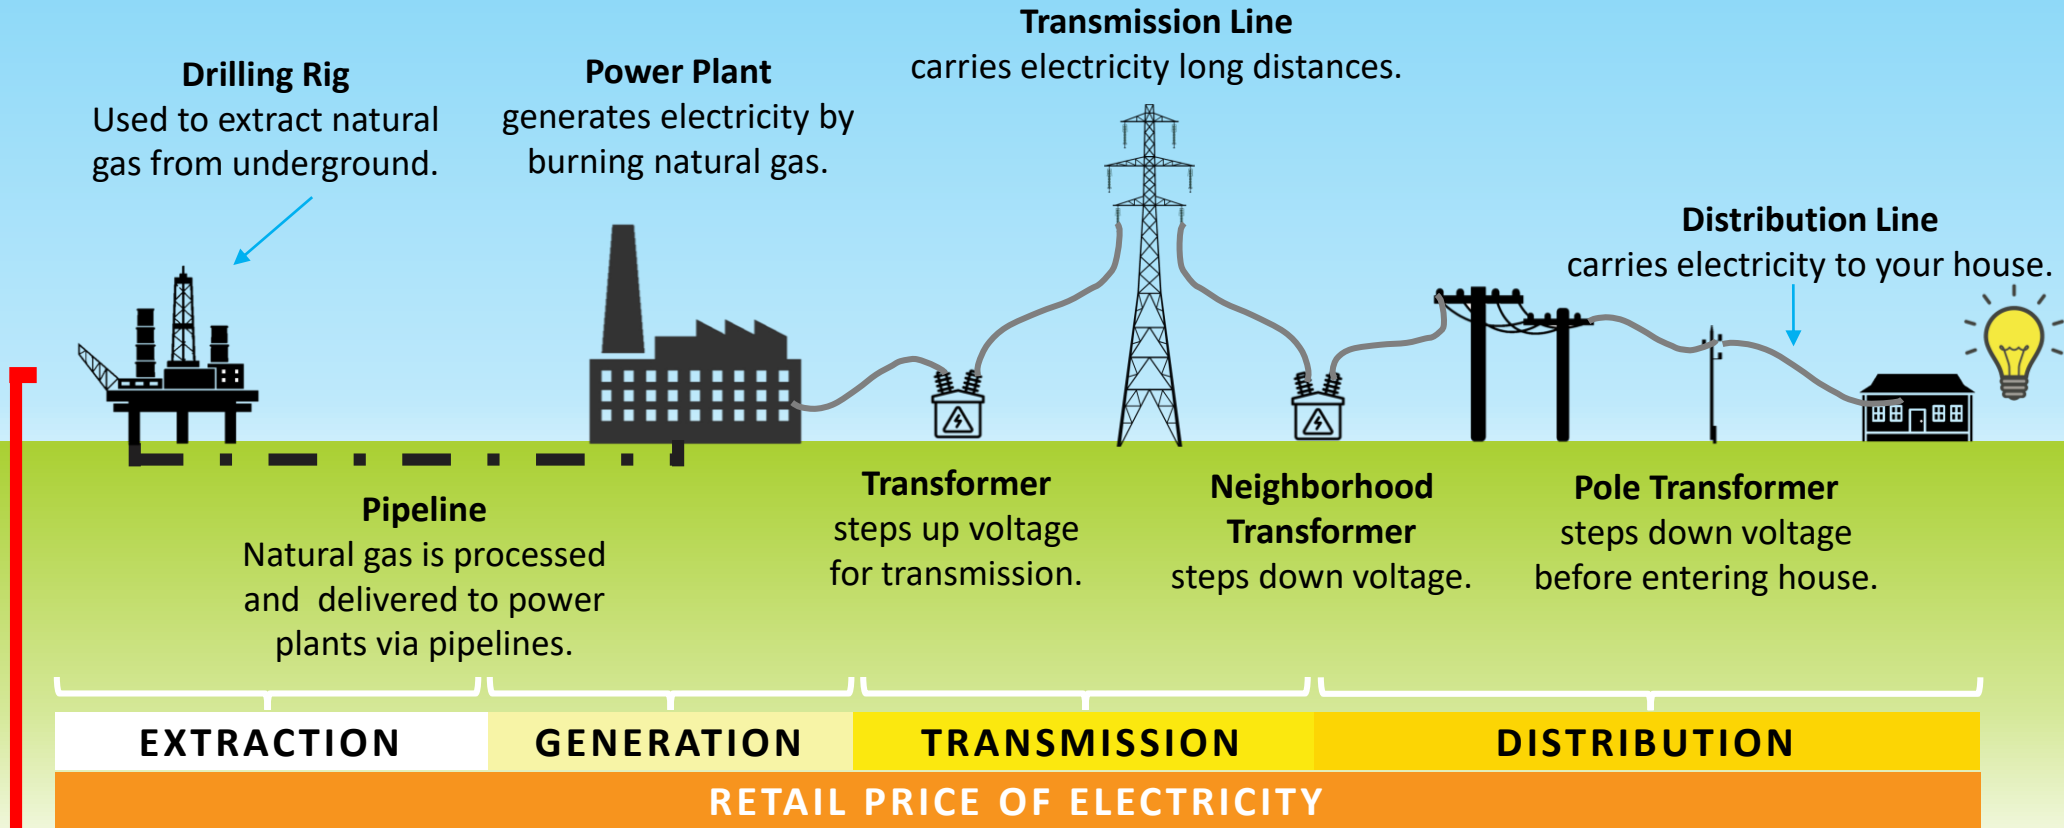 Drilling Rig
Used to extract natural
gas from underground.
Power Plant
generates electricity by
burning natural gas.
Transmission Line
carries electricity long distances.
Distribution Line
carries electricity to your house.
Pipeline
Natural gas is processed
and  delivered to power
plants via pipelines.
Transformer
steps up voltage
for transmission.
Neighborhood
Transformer
steps down voltage.
Pole Transformer
steps down voltage
before entering house.
EXTRACTION
GENERATION
TRANSMISSION
DISTRIBUTION
RETAIL PRICE OF ELECTRICITY